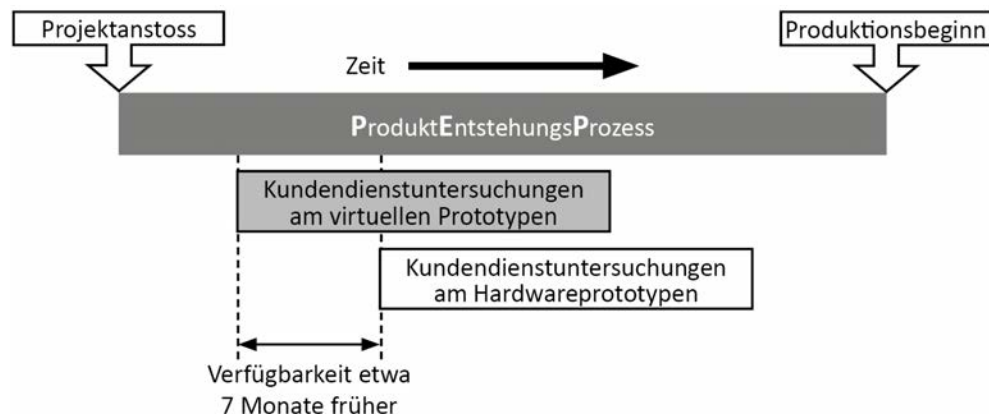 Projektanstoss
Produktionsbeginn
Zeit
ProduktEntstehungsProzess
Kundendienstuntersuchungen
am virtuellen Prototypen
Kundendienstuntersuchungen
am Hardwareprototypen
Verfügbarkeit etwa
7 Monate früher